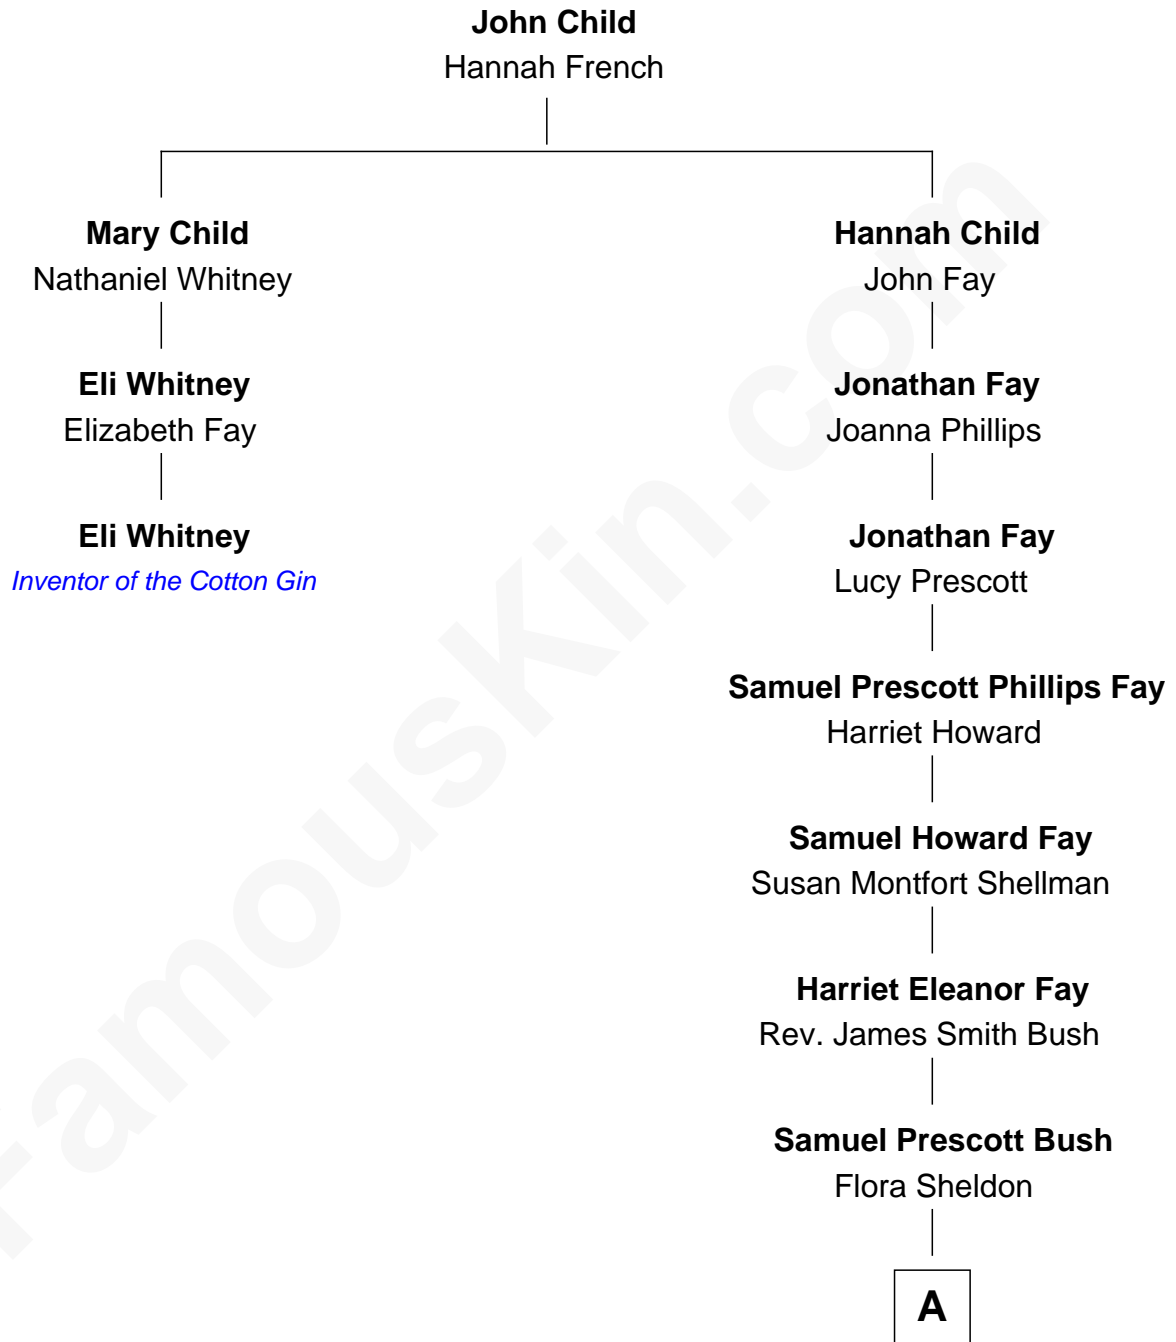 John Child
Hannah French
Mary Child
Nathaniel Whitney
Hannah Child
John Fay
Eli Whitney
Elizabeth Fay
Jonathan Fay
Joanna Phillips
Eli Whitney
Inventor of the Cotton Gin
Jonathan Fay
Lucy Prescott
Samuel Prescott Phillips Fay
Harriet Howard
Samuel Howard Fay
Susan Montfort Shellman
Harriet Eleanor Fay
Rev. James Smith Bush
Samuel Prescott Bush
Flora Sheldon
A
FamousKin.com